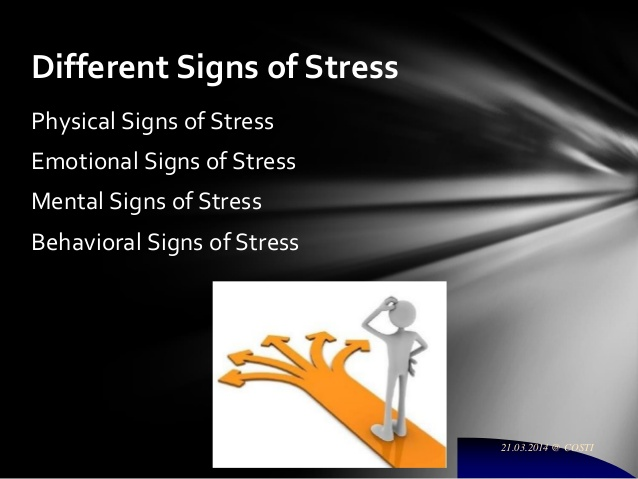 Different Signs of Stress
Physical Signs of Stress
Emotional Signs of Stress
Mental Signs of Stress
Behavioral Signs of Stress
21.03.2014 @ COSTI